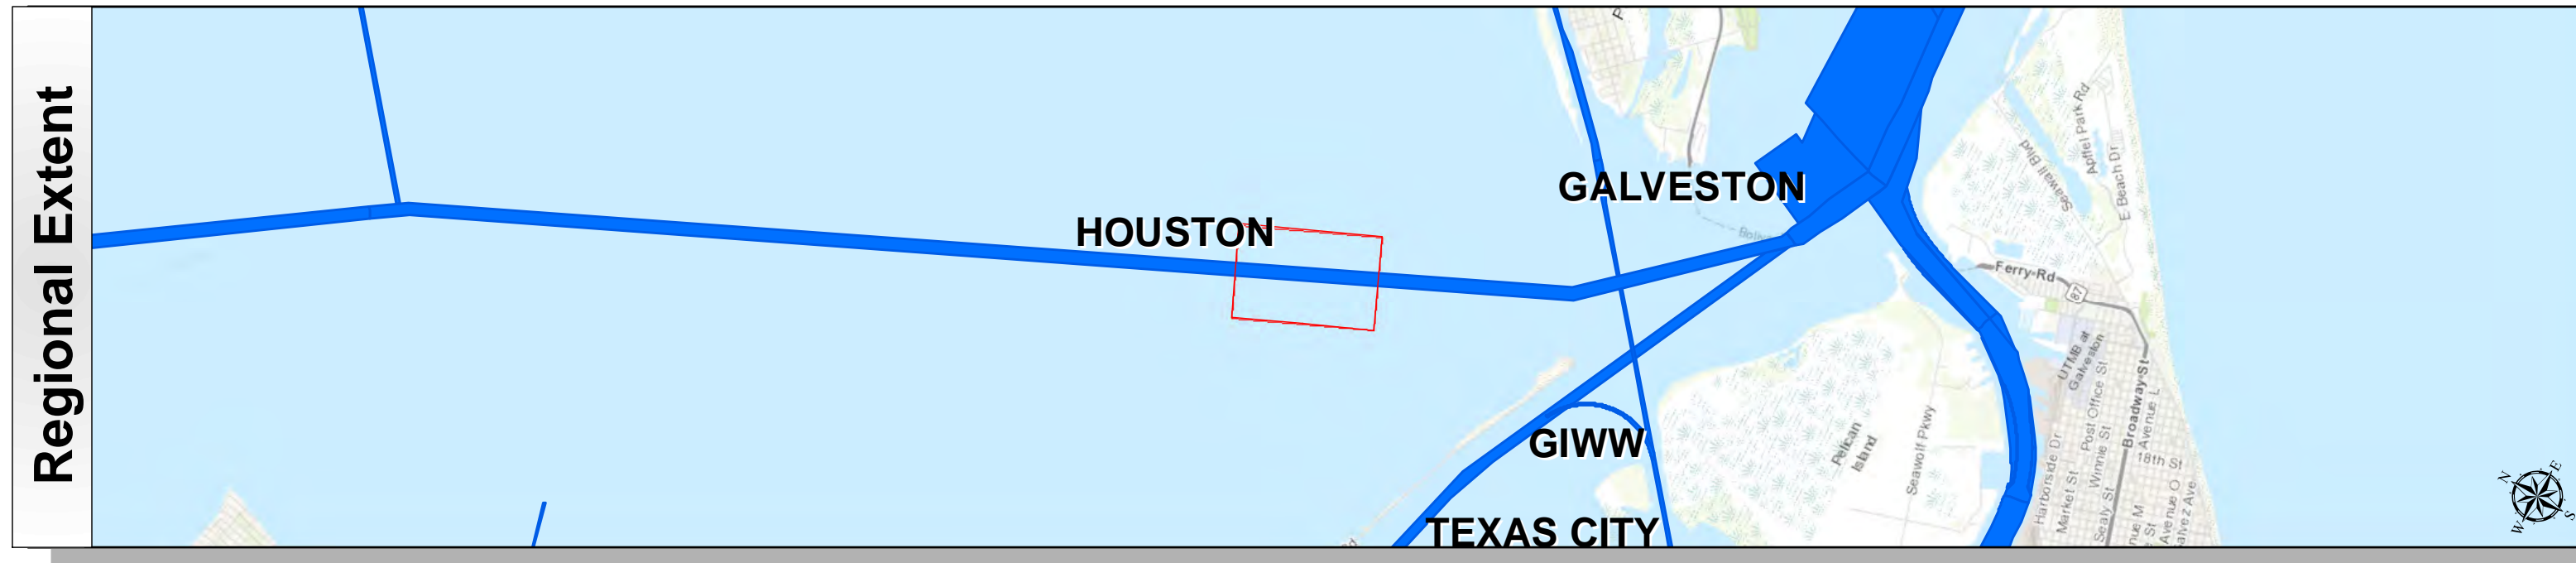 Regional Extent
HOUSTON
GALVESTON
GIWW
TEXAS CITY
Seawall Blvd
Apffel Park Rd
E Beach Dr
Ferry Rd
87
UTMB at
Galveston
Pelican
Island
Seawolf Pkwy
Harborside Dr
Market St
Post Office St
Winnie St
Sealy St
Broadway St
Avenue L
18th St
Avenue O
N
E
S
W